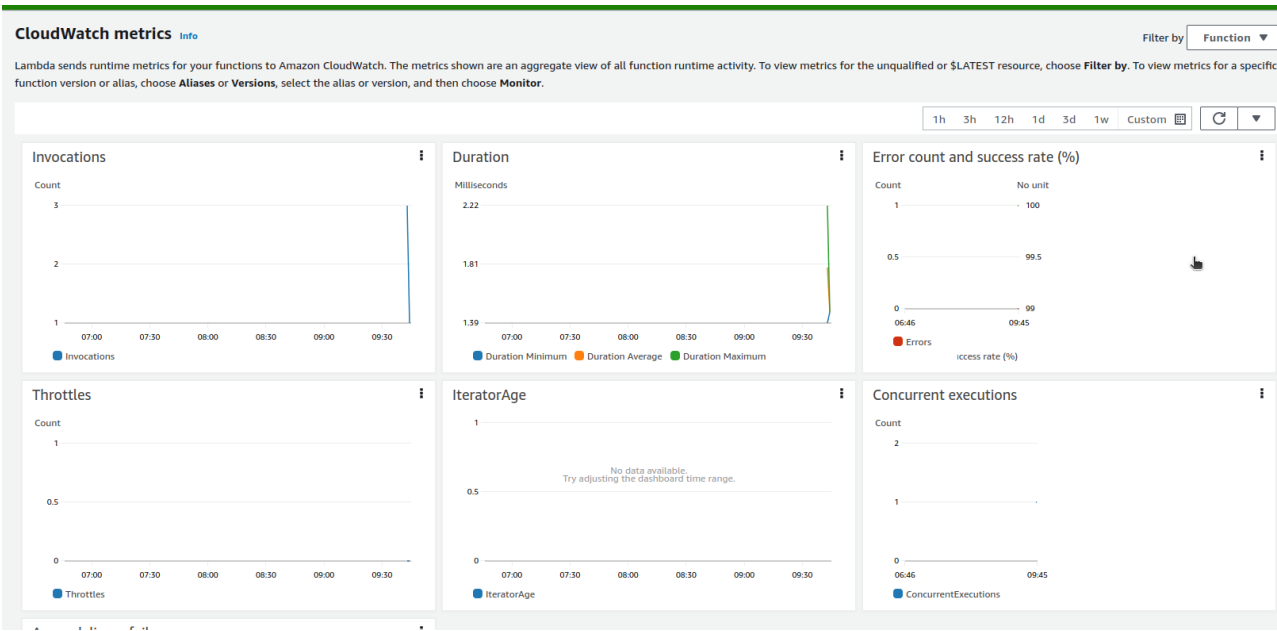 CloudWatch metrics Info
Filter by Function
Lambda sends runtime metrics for your functions to Amazon CloudWatch. The metrics shown are an aggregate view of all function runtime activity. To view metrics for the unqualified or $LATEST resource, choose Filter by. To view metrics for a specific
function version or alias, choose Aliases or Versions, select the alias or version, and then choose Monitor.
1h 3h 12h 1d 3d 1w Custom
Invocations
Count
3
2
1
07:00 07:30 08:00 08:30 09:00 09:30
Invocations
Duration
Milliseconds
2.22
1.81
1.39
07:00 07:30 08:00 08:30 09:00 09:30
Duration Minimum Duration Average Duration Maximum
Error count and success rate (%)
Count No unit
1 100
0.5 99.5
0 99
06:46 09:45
Errors
ccess rate (%)
Throttles
Count
1
0.5
0
07:00 07:30 08:00 08:30 09:00 09:30
Throttles
IteratorAge
1
No data available.
Try adjusting the dashboard time range.
0.5
0
07:00 07:30 08:00 08:30 09:00 09:30
IteratorAge
Concurrent executions
Count
2
1
0
06:46 09:45
ConcurrentExecutions